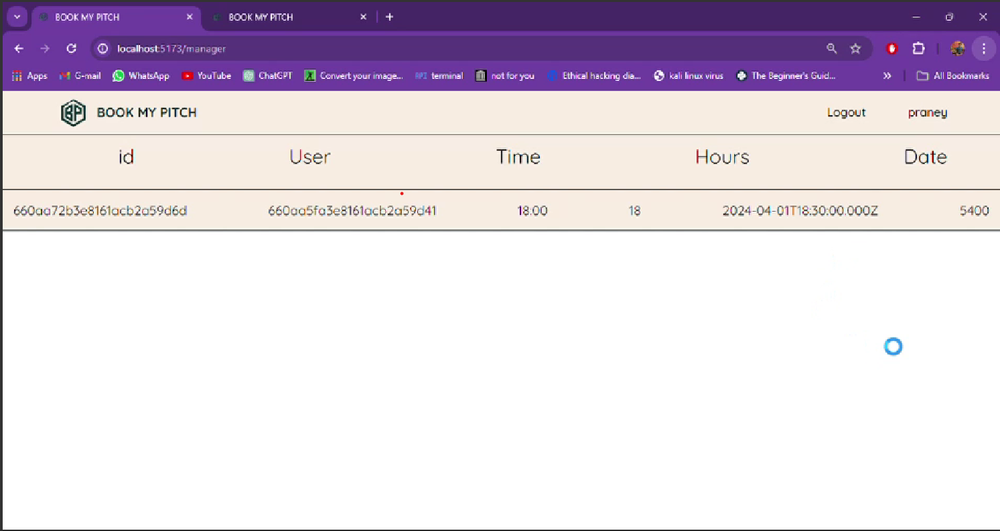 BOOK MY PITCH BOOK MY PITCH
localhost:5173/manager
Apps G-mail WhatsApp YouTube ChatGPT Convert your image... terminal not for you Ethical hacking dia... kali linux virus The Beginner's Guid... All Bookmarks
BP BOOK MY PITCH Logout praney
id User Time Hours Date
660aa72b3e8161acb2a59d6d 660aa5fa3e8161acb2a59d41 18:00 18 2024-04-01T18:30:00.000Z 5400